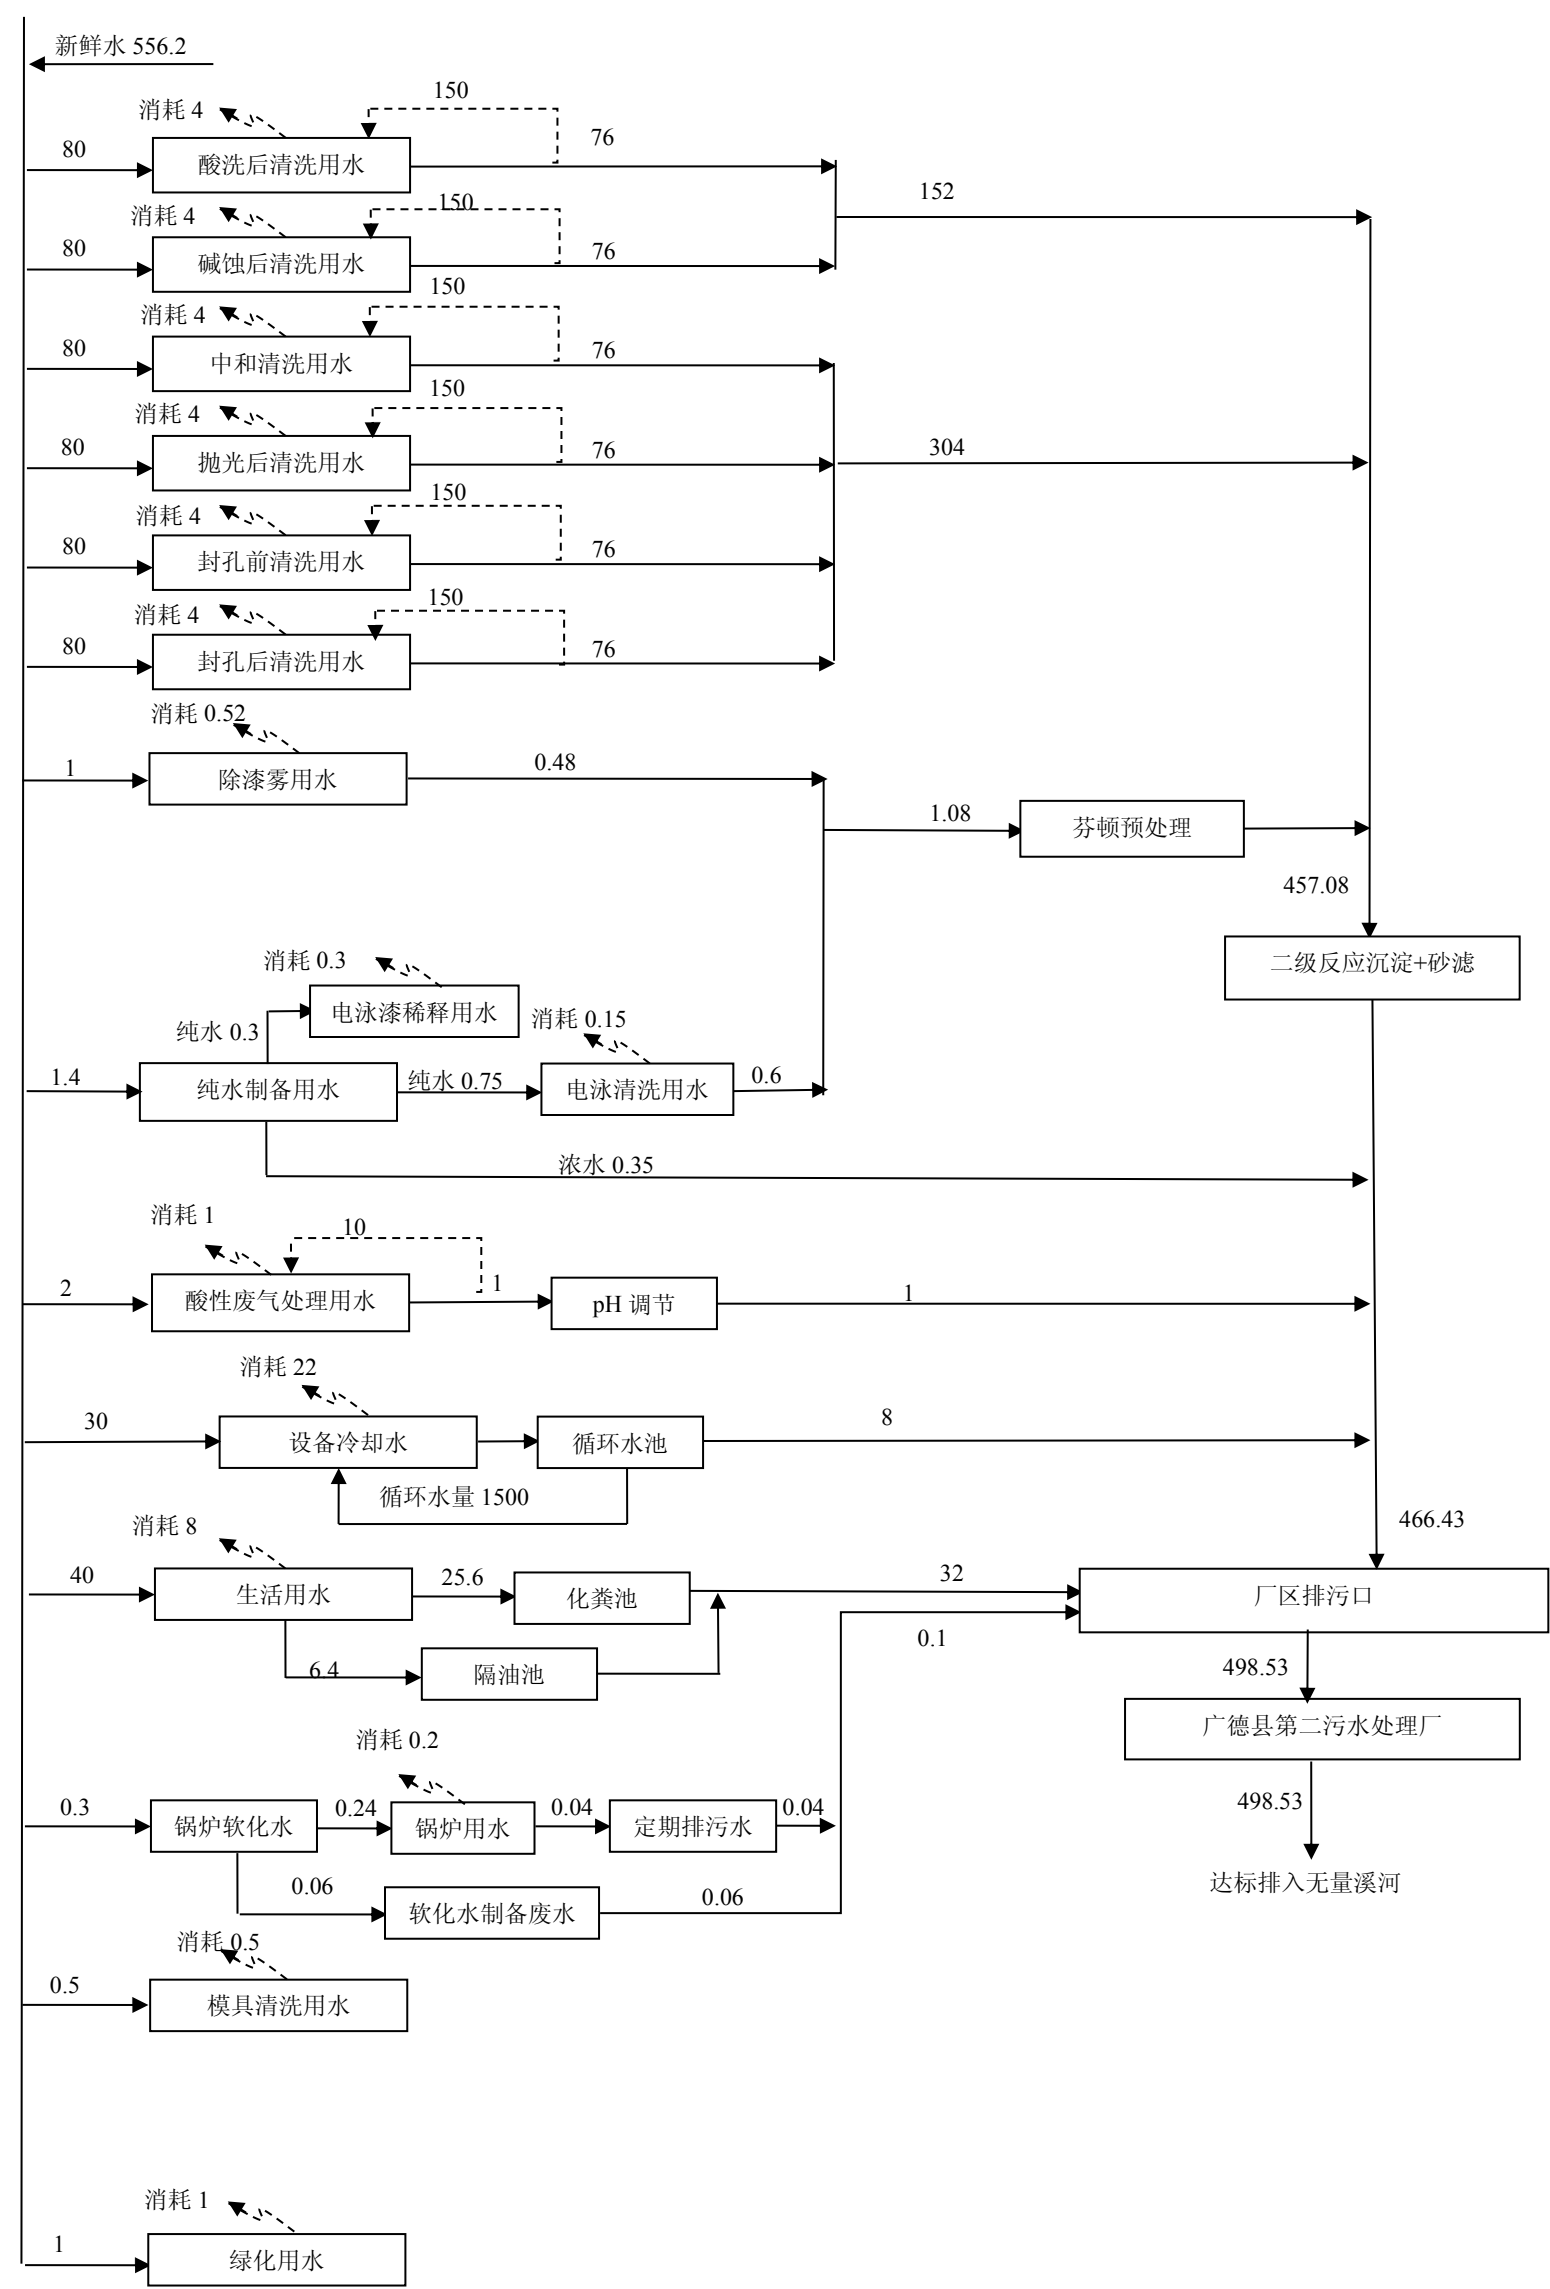 新鲜水 556.2
150
消耗 4
80
酸洗后清洗用水
76
152
消耗 4
150
80
碱蚀后清洗用水
76
消耗 4
150
80
中和清洗用水
76
消耗 4
150
80
抛光后清洗用水
76
304
消耗 4
150
80
封孔前清洗用水
76
消耗 4
150
80
封孔后清洗用水
76
消耗 0.52
1
除漆雾用水
0.48
1.08
芬顿预处理
457.08
二级反应沉淀+砂滤
消耗 0.3
电泳漆稀释用水
消耗 0.15
纯水 0.3
1.4
纯水制备用水
纯水 0.75
电泳清洗用水
0.6
浓水 0.35
消耗 1
10
2
酸性废气处理用水
1
pH 调节
1
消耗 22
30
设备冷却水
循环水池
8
循环水量 1500
466.43
消耗 8
40
生活用水
25.6
化粪池
32
厂区排污口
6.4
隔油池
0.1
498.53
广德县第二污水处理厂
消耗 0.2
0.3
锅炉软化水
0.24
锅炉用水
0.04
定期排污水
0.04
498.53
达标排入无量溪河
0.06
软化水制备废水
0.06
消耗 0.5
0.5
模具清洗用水
消耗 1
1
绿化用水